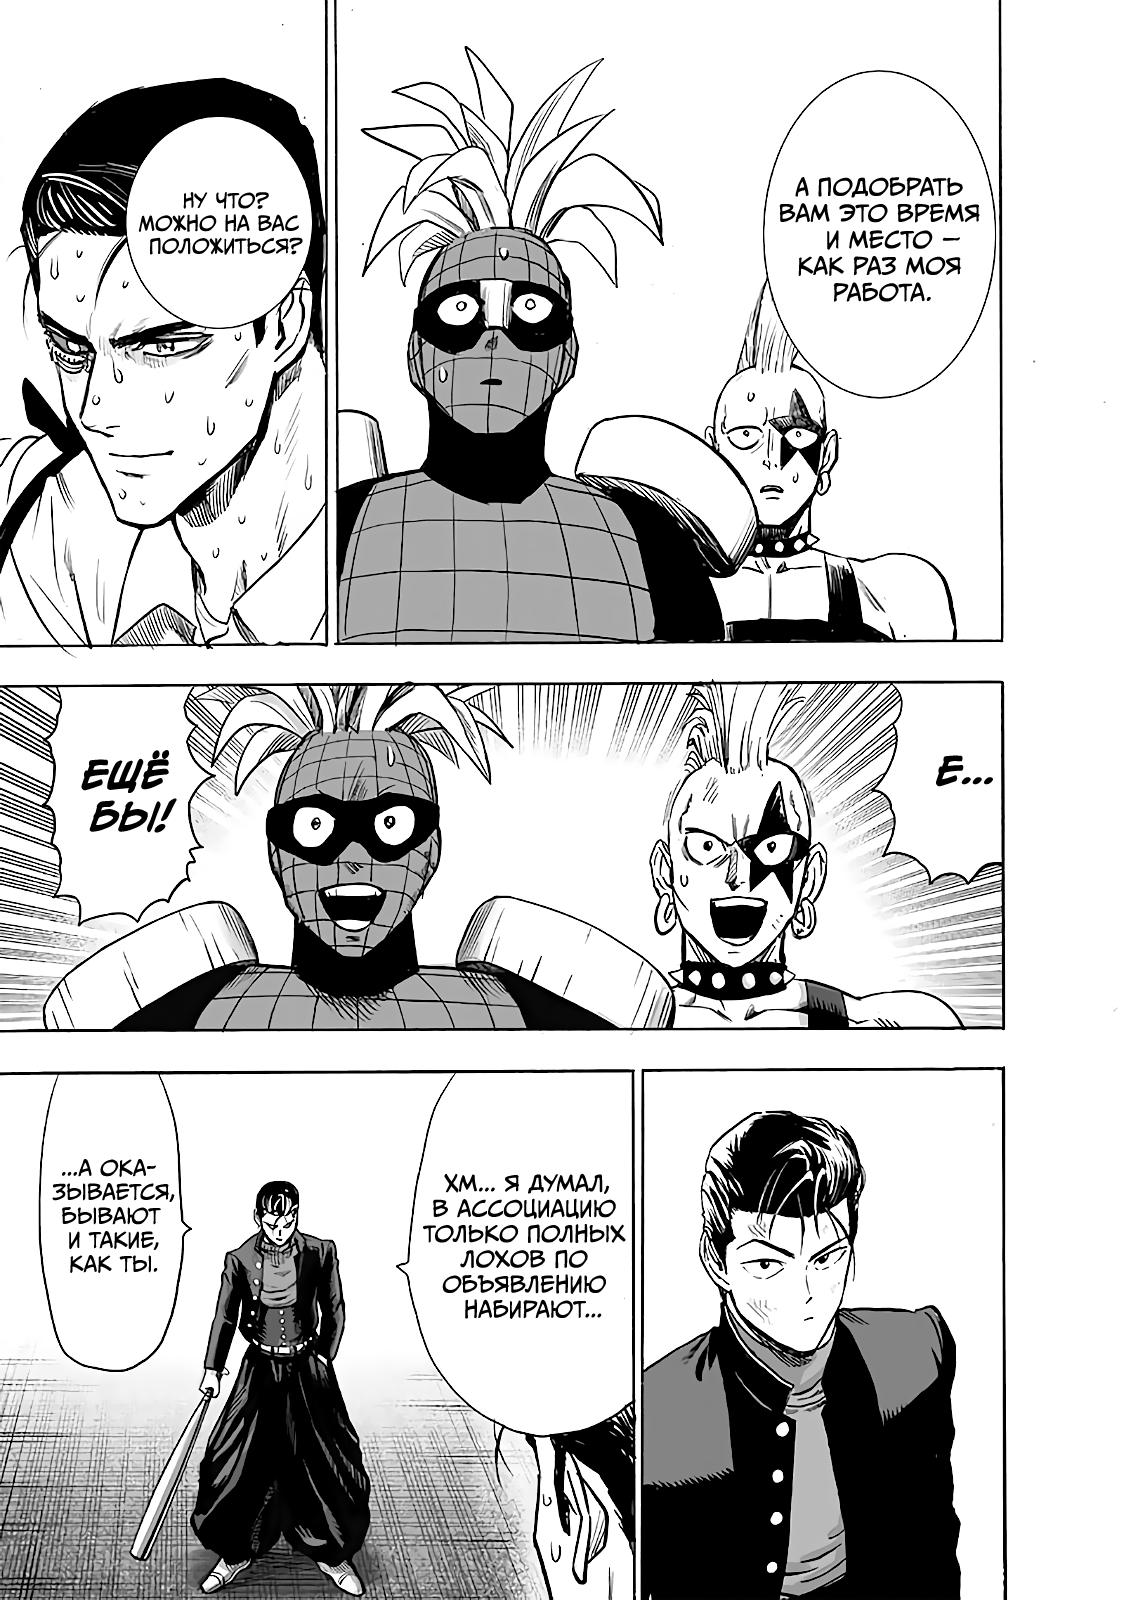 А ПОДОБРАТЬ
ВАМ ЭТО ВРЕМЯ
И МЕСТО –
КАК РАЗ МОЯ
РАБОТА.
НУ ЧТО?
МОЖНО НА ВАС
ПОЛОЖИТЬСЯ?
Е...
ЕЩЁ
БЫ!
ХМ... Я ДУМАЛ,
В АССОЦИАЦИЮ
ТОЛЬКО ПОЛНЫХ
ЛОХОВ ПО
ОБЪЯВЛЕНИЮ
НАБИРАЮТ...
...А ОКА-
ЗЫВАЕТСЯ,
БЫВАЮТ
И ТАКИЕ,
КАК ТЫ.